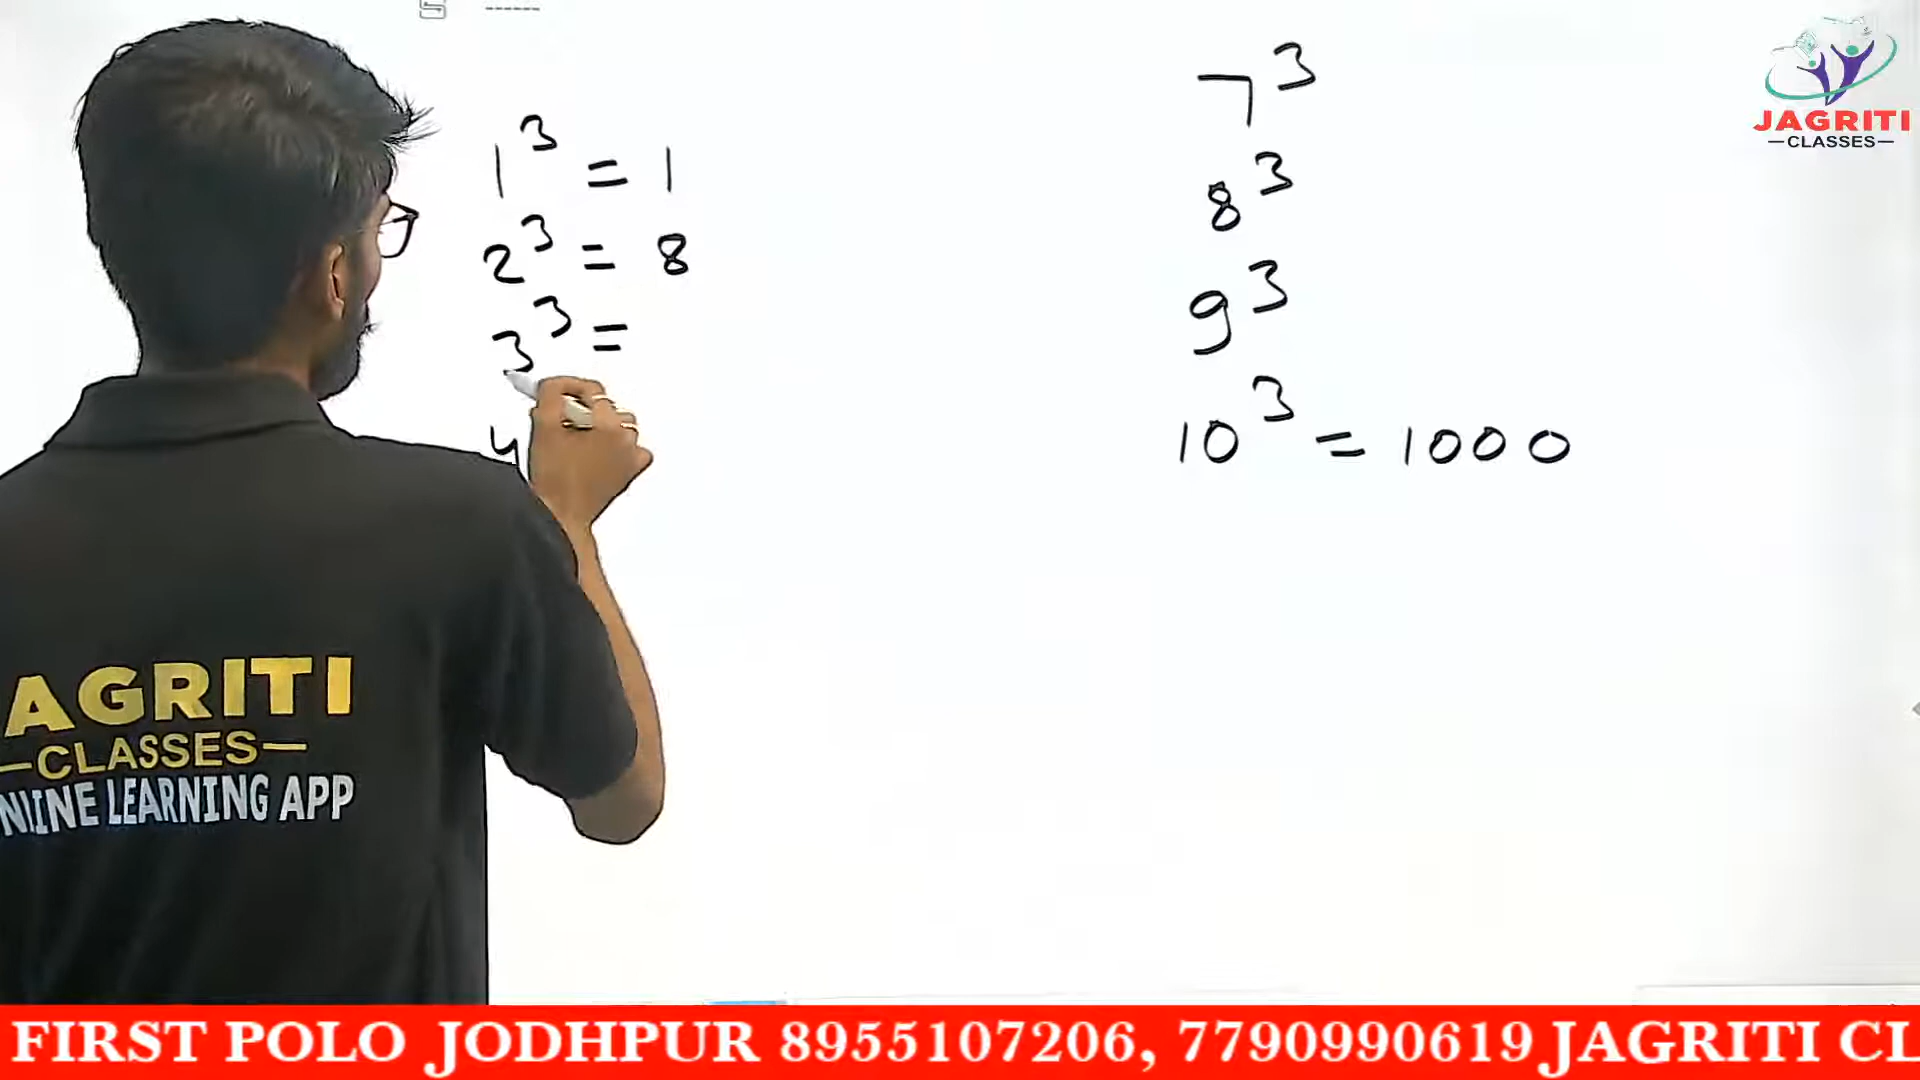 1³ = 1
2³ = 8
3³ =
4
7³
8³
9³
10³ = 1000
JAGRITI
CLASSES
AGRITI
CLASSES
NLINE LEARNING APP
FIRST POLO JODHPUR 8955107206, 7790990619 JAGRITI CL